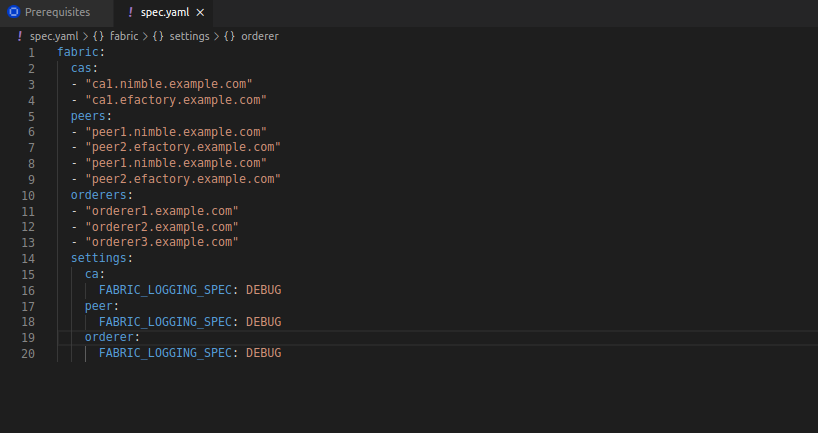 Prerequisites ! spec.yaml ×
! spec.yaml > {} fabric > {} settings > {} orderer
1 fabric:
2   cas:
3   - "ca1.nimble.example.com"
4   - "ca1.efactory.example.com"
5   peers:
6   - "peer1.nimble.example.com"
7   - "peer2.efactory.example.com"
8   - "peer1.nimble.example.com"
9   - "peer2.efactory.example.com"
10   orderers:
11   - "orderer1.example.com"
12   - "orderer2.example.com"
13   - "orderer3.example.com"
14   settings:
15     ca:
16       FABRIC_LOGGING_SPEC: DEBUG
17     peer:
18       FABRIC_LOGGING_SPEC: DEBUG
19     orderer:
20       FABRIC_LOGGING_SPEC: DEBUG